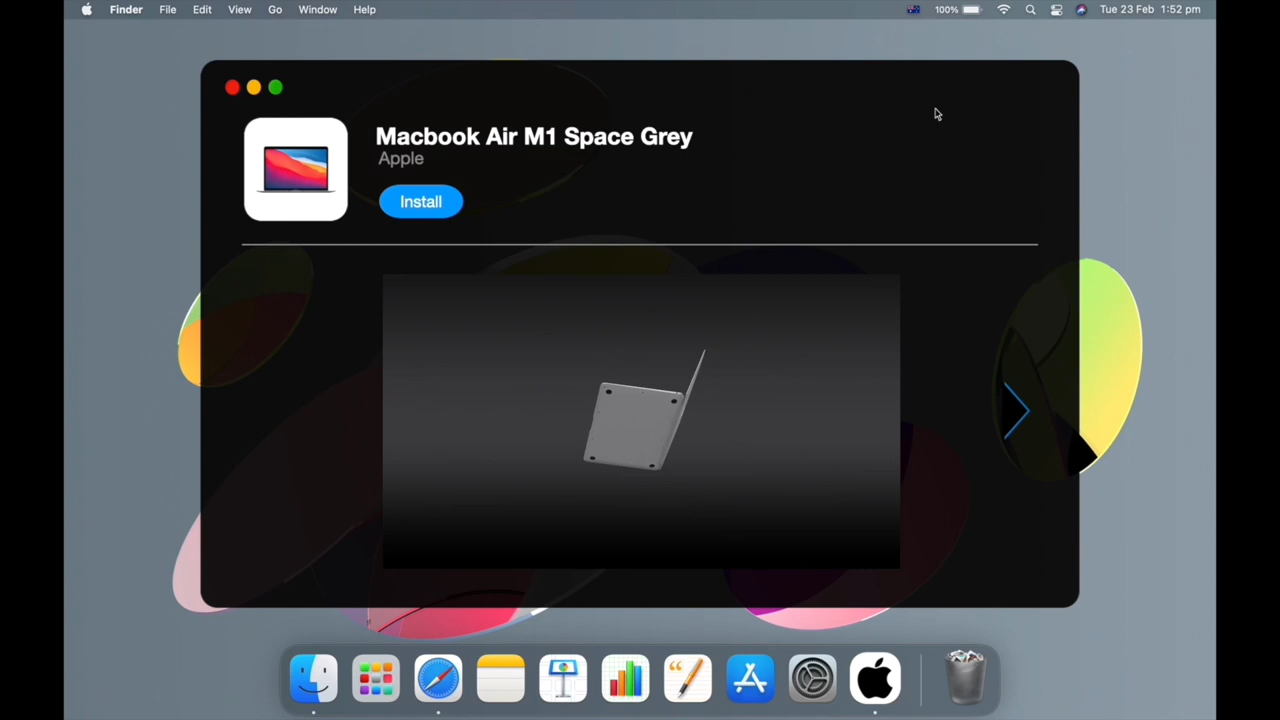 Finder File Edit View Go Window Help 100% Tue 23 Feb 1:52 pm
Macbook Air M1 Space Grey
Apple
Install